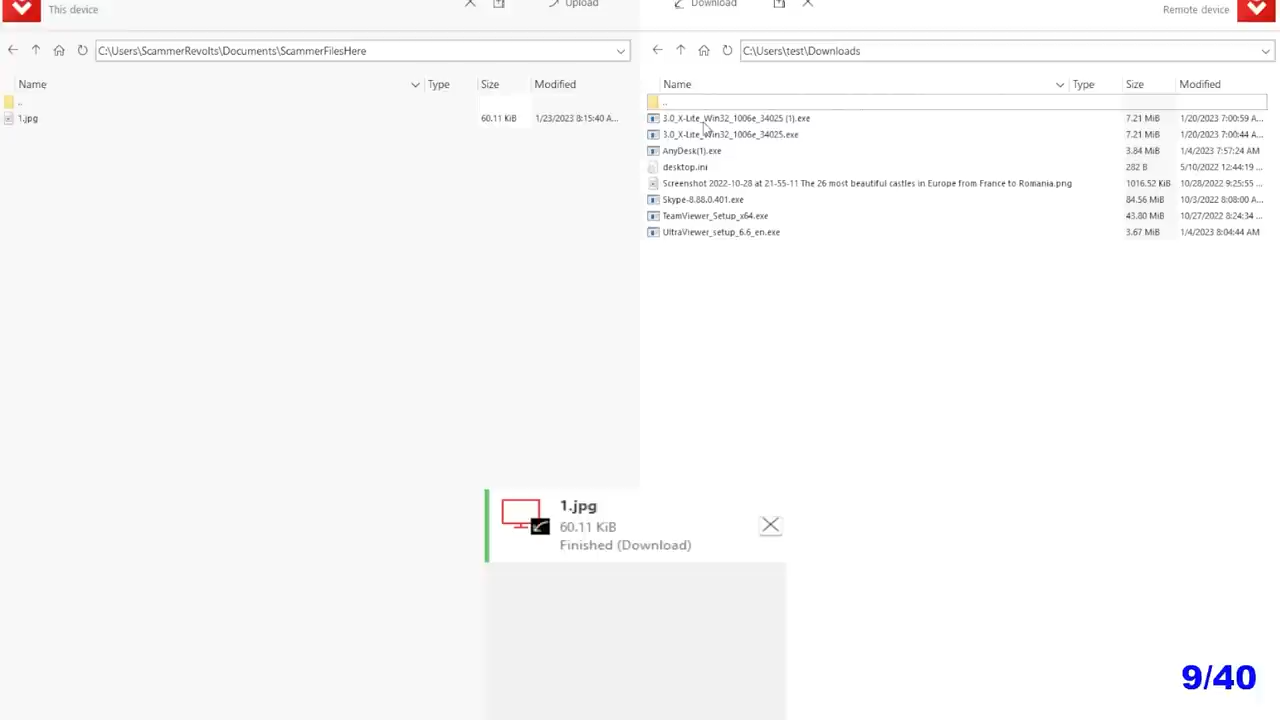 This device
Upload
C:\Users\ScammerRevolts\Documents\ScammerFilesHere
Name Type Size Modified
..
1.jpg 60.11 KiB 1/23/2023 8:15:40 A...
Download
Remote device
C:\Users\test\Downloads
Name Type Size Modified
..
3.0_X-Lite_Win32_1006e_34025 (1).exe 7.21 MiB 1/20/2023 7:00:59 A...
3.0_X-Lite_Win32_1006e_34025.exe 7.21 MiB 1/20/2023 7:00:44 A...
AnyDesk(1).exe 3.84 MiB 1/4/2023 7:57:24 AM
desktop.ini 282 B 5/10/2022 12:44:19 ...
Screenshot 2022-10-28 at 21-55-11 The 26 most beautiful castles in Europe from France to Romania.png 1016.52 KiB 10/28/2022 9:25:55 ...
Skype-8.88.0.401.exe 84.56 MiB 10/3/2022 8:08:00 A...
TeamViewer_Setup_x64.exe 43.80 MiB 10/27/2022 8:24:34 ...
UltraViewer_setup_6.6_en.exe 3.67 MiB 1/4/2023 8:04:44 AM
1.jpg
60.11 KiB
Finished (Download)
9/40